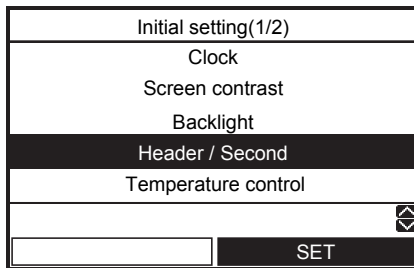 Initial setting(1/2)
Clock
Screen contrast
Backlight
Header / Second
Temperature control
SET